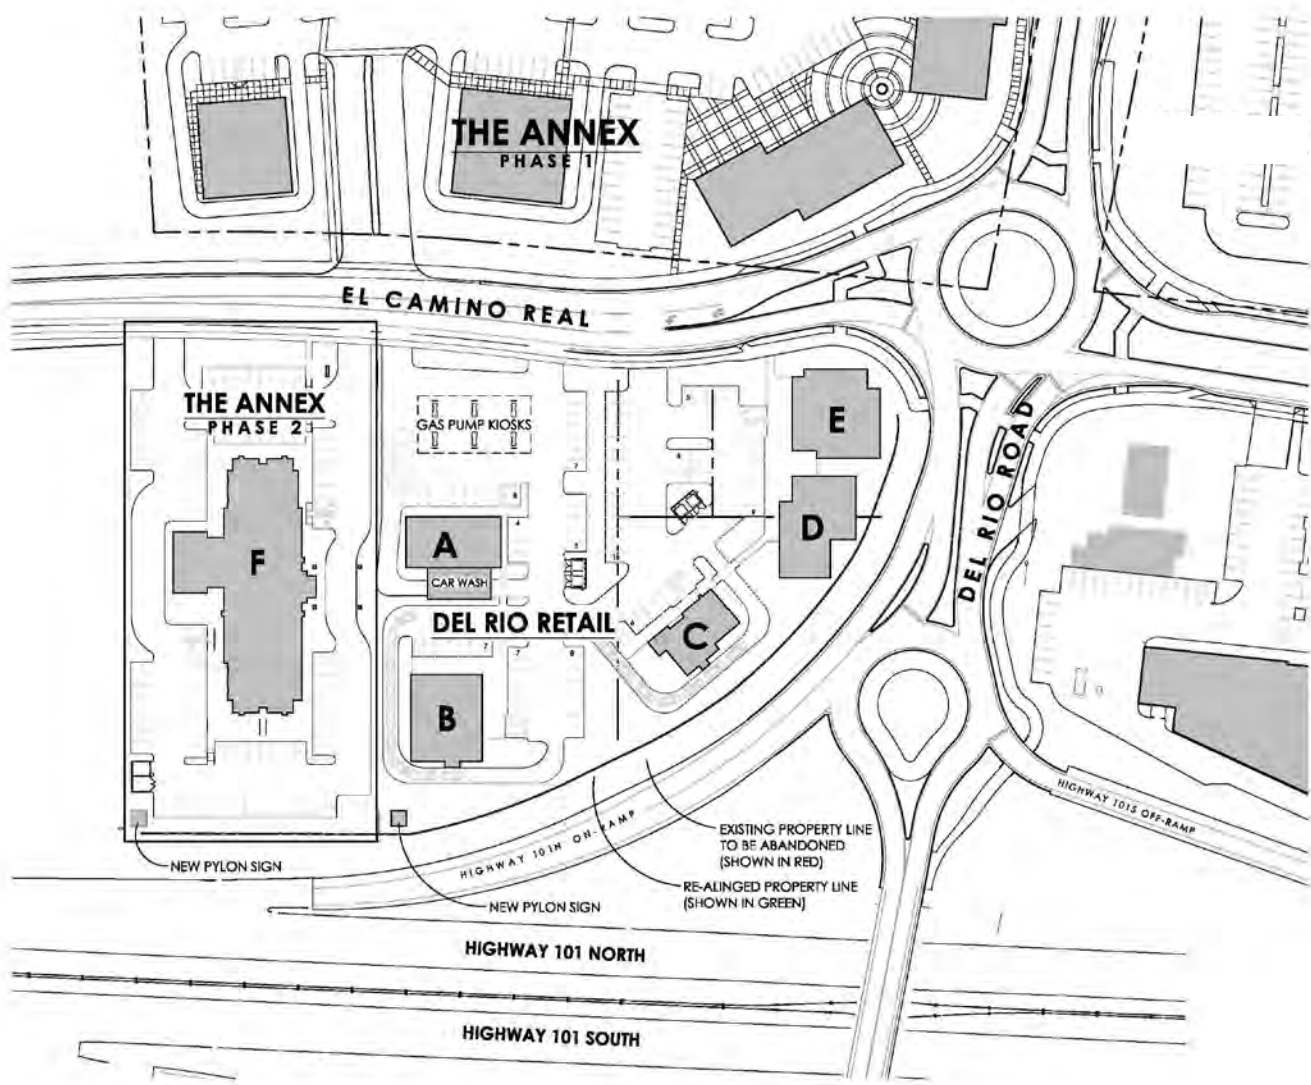 THE ANNEX
PHASE 1
EL CAMINO REAL
THE ANNEX
PHASE 2
GAS PUMP KIOSKS
E
DEL RIO ROAD
A
CAR WASH
F
D
DEL RIO RETAIL
C
B
HIGHWAY 101S OFF-RAMP
HIGHWAY 101N ON-RAMP
EXISTING PROPERTY LINE
TO BE ABANDONED
(SHOWN IN RED)
NEW PYLON SIGN
RE-ALINGED PROPERTY LINE
(SHOWN IN GREEN)
NEW PYLON SIGN
HIGHWAY 101 NORTH
HIGHWAY 101 SOUTH